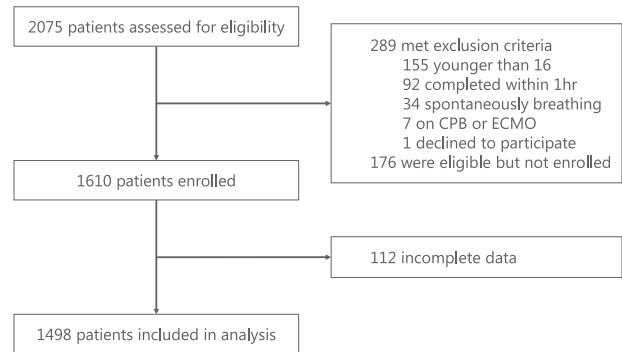 2075 patients assessed for eligibility
289 met exclusion criteria
155 younger than 16
92 completed within 1hr
34 spontaneously breathing
7 on CPB or ECMO
1 declined to participate
176 were eligible but not enrolled
1610 patients enrolled
112 incomplete data
1498 patients included in analysis